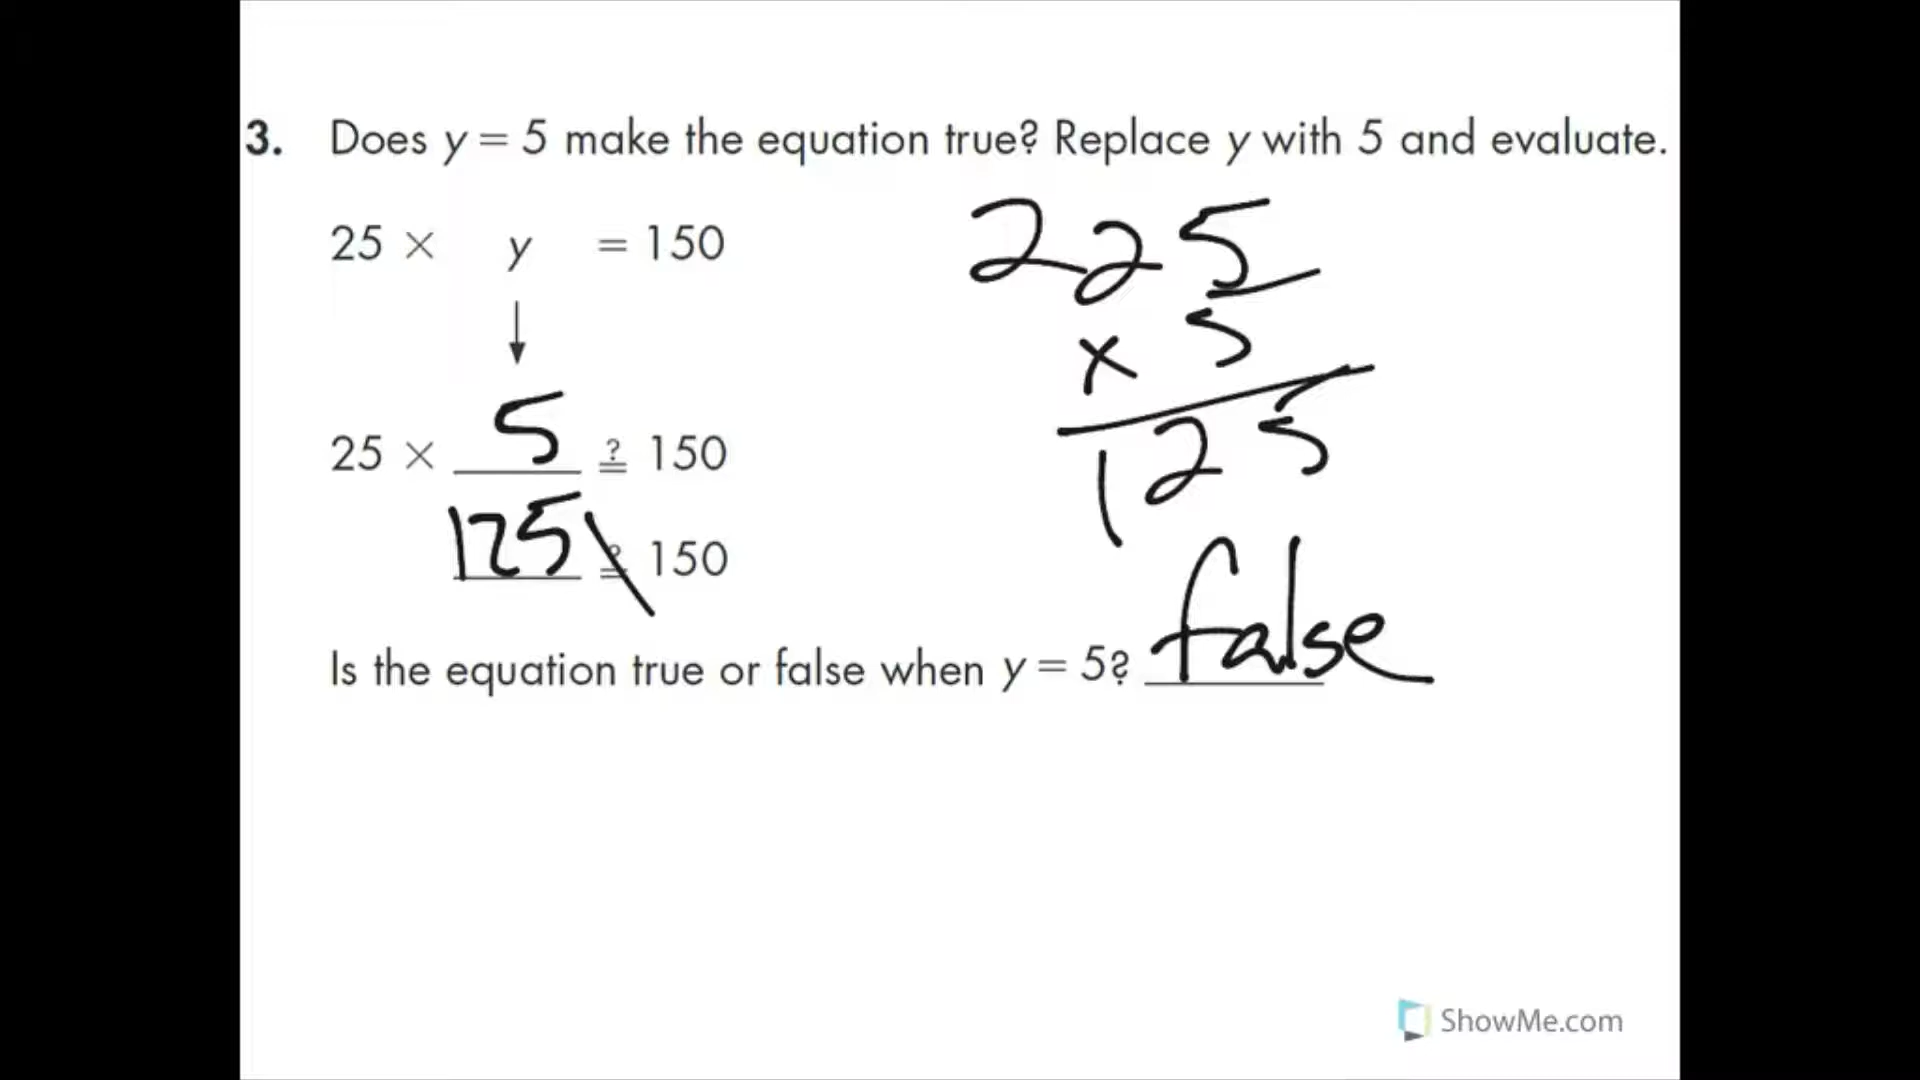 3. Does y = 5 make the equation true? Replace y with 5 and evaluate.
25 × y = 150
↓
25 × 5 ≟ 150
125 ≟ 150
225
x 5
125
Is the equation true or false when y = 5? false
ShowMe.com